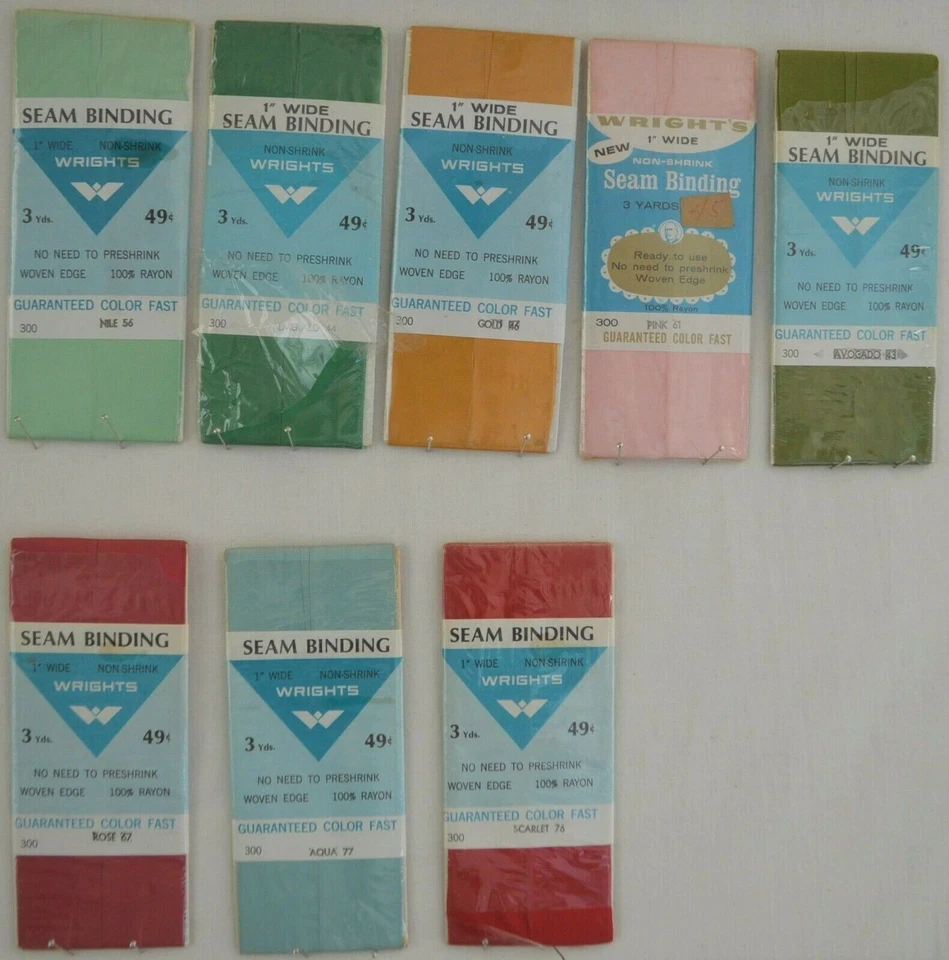 SEAM BINDING
1" WIDE NON-SHRINK
WRIGHTS
3 Yds. 49¢
NO NEED TO PRESHRINK
WOVEN EDGE 100% RAYON
GUARANTEED COLOR FAST
300 NILE 56
1" WIDE
SEAM BINDING
NON-SHRINK
WRIGHTS
3 Yds. 49¢
NO NEED TO PRESHRINK
WOVEN EDGE 100% RAYON
GUARANTEED COLOR FAST
300
1" WIDE
SEAM BINDING
NON-SHRINK
WRIGHTS
3 Yds. 49¢
NO NEED TO PRESHRINK
WOVEN EDGE 100% RAYON
GUARANTEED COLOR FAST
300 GOLD
WRIGHT'S
NEW 1" WIDE
NON-SHRINK
Seam Binding
3 YARDS 45
Ready to use
No need to preshrink
Woven Edge
100% Rayon
300 PINK 61
GUARANTEED COLOR FAST
1" WIDE
SEAM BINDING
NON-SHRINK
WRIGHTS
3 Yds. 49¢
NO NEED TO PRESHRINK
WOVEN EDGE 100% RAYON
GUARANTEED COLOR FAST
300 AVOGADO
SEAM BINDING
1" WIDE NON-SHRINK
WRIGHTS
3 Yds. 49¢
NO NEED TO PRESHRINK
WOVEN EDGE 100% RAYON
GUARANTEED COLOR FAST
300 ROSE
SEAM BINDING
1" WIDE NON-SHRINK
WRIGHTS
3 Yds. 49¢
NO NEED TO PRESHRINK
WOVEN EDGE 100% RAYON
GUARANTEED COLOR FAST
300 AQUA 77
SEAM BINDING
1" WIDE NON SHRINK
WRIGHTS
3 Yds. 49¢
NO NEED TO PRESHRINK
WOVEN EDGE 100% RAYON
GUARANTEED COLOR FAST
300 SCARLET 76